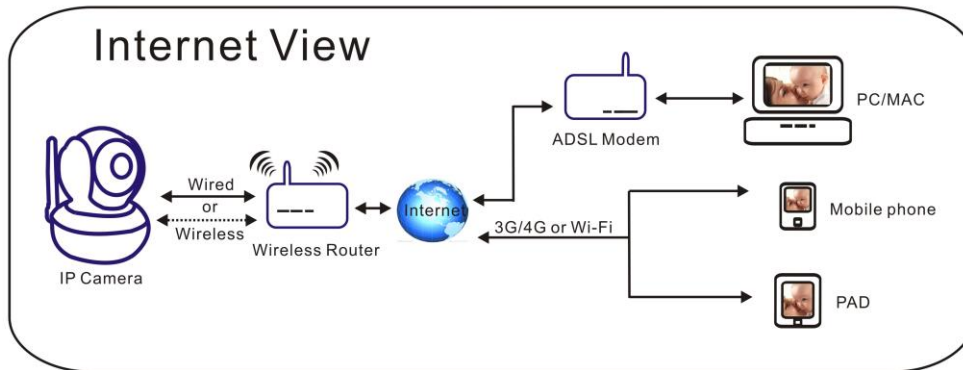 Internet View
ADSL Modem
PC/MAC
Wired
or
Wireless
IP Camera
Wireless Router
Internet
3G/4G or Wi-Fi
Mobile phone
PAD